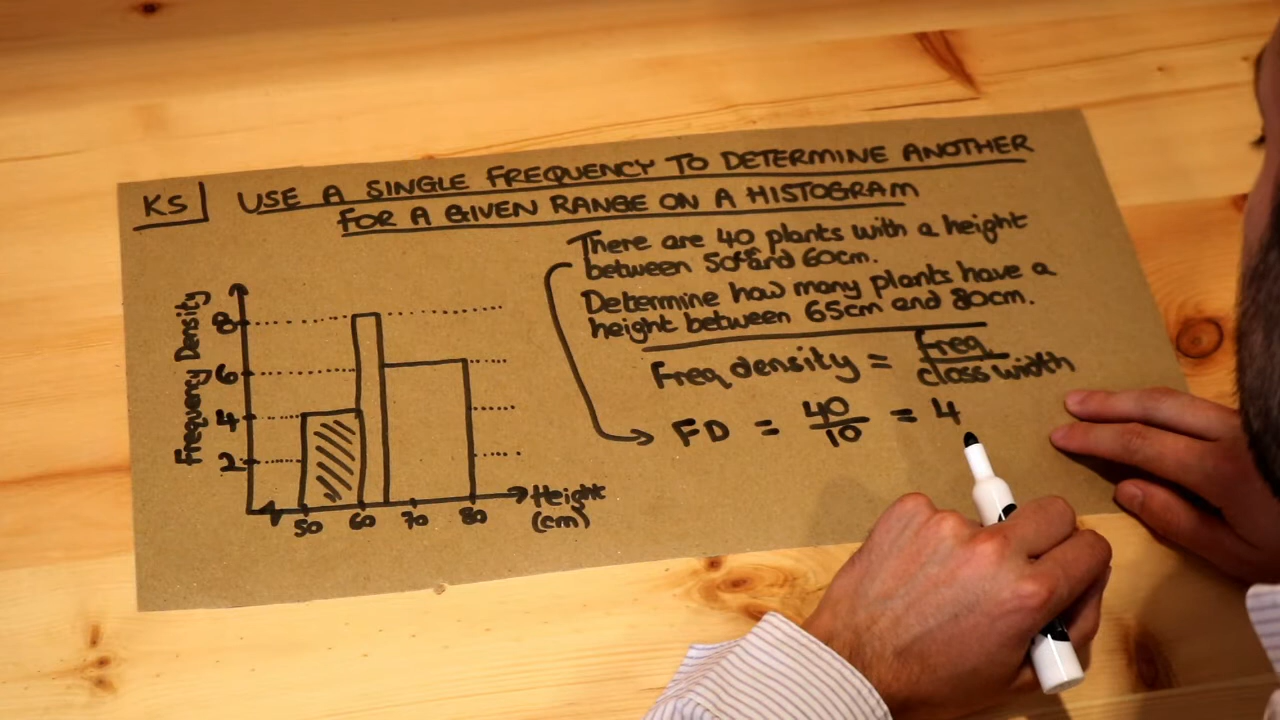 KS
USE A SINGLE FREQUENCY TO DETERMINE ANOTHER
FOR A GIVEN RANGE ON A HISTOGRAM
There are 40 plants with a height
between 50cm and 60cm.
Determine how many plants have a
height between 65cm and 80cm.
Freq density = freq
class width
FD = 40
10
= 4
Frequency Density
8
6
4
2
50 60 70 80
Height
(cm)